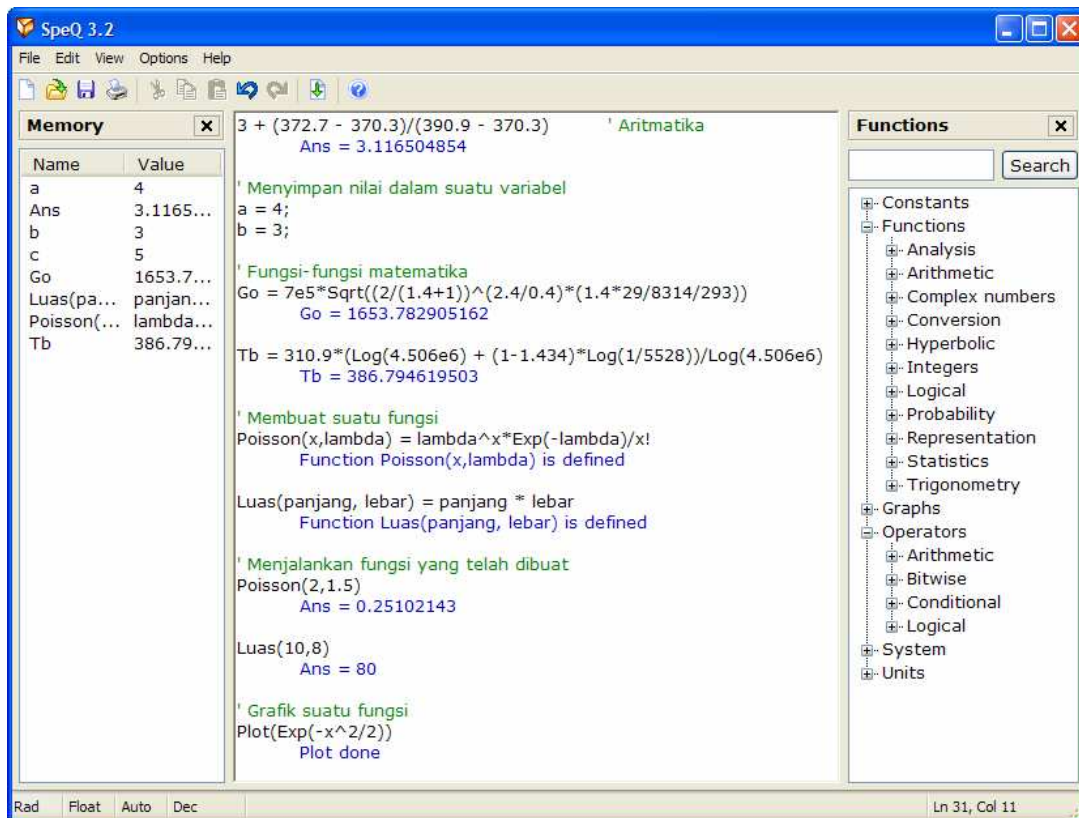 SpeQ 3.2
File Edit View Options Help
Memory
Name Value
a 4
Ans 3.1165...
b 3
c 5
Go 1653.7...
Luas(pa... panjan...
Poisson(... lambda...
Tb 386.79...
3 + (372.7 - 370.3)/(390.9 - 370.3) ' Aritmatika
Ans = 3.116504854
' Menyimpan nilai dalam suatu variabel
a = 4;
b = 3;
' Fungsi-fungsi matematika
Go = 7e5*Sqrt((2/(1.4+1))^(2.4/0.4)*(1.4*29/8314/293))
Go = 1653.782905162
Tb = 310.9*(Log(4.506e6) + (1-1.434)*Log(1/5528))/Log(4.506e6)
Tb = 386.794619503
' Membuat suatu fungsi
Poisson(x,lambda) = lambda^x*Exp(-lambda)/x!
Function Poisson(x,lambda) is defined
Luas(panjang, lebar) = panjang * lebar
Function Luas(panjang, lebar) is defined
' Menjalankan fungsi yang telah dibuat
Poisson(2,1.5)
Ans = 0.25102143
Luas(10,8)
Ans = 80
' Grafik suatu fungsi
Plot(Exp(-x^2/2))
Plot done
Functions
Search
Constants
Functions
Analysis
Arithmetic
Complex numbers
Conversion
Hyperbolic
Integers
Logical
Probability
Representation
Statistics
Trigonometry
Graphs
Operators
Arithmetic
Bitwise
Conditional
Logical
System
Units
Rad Float Auto Dec Ln 31, Col 11